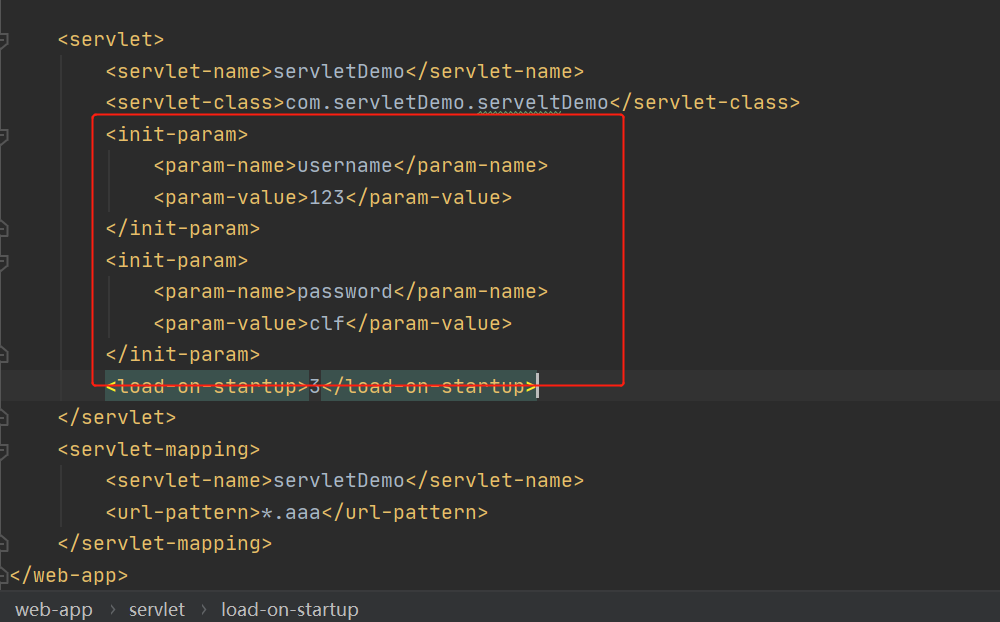 <servlet>
<servlet-name>servletDemo</servlet-name>
<servlet-class>com.servletDemo.serveltDemo</servlet-class>
<init-param>
<param-name>username</param-name>
<param-value>123</param-value>
</init-param>
<init-param>
<param-name>password</param-name>
<param-value>clf</param-value>
</init-param>
<load-on-startup>3</load-on-startup>
</servlet>
<servlet-mapping>
<servlet-name>servletDemo</servlet-name>
<url-pattern>*.aaa</url-pattern>
</servlet-mapping>
</web-app>
web-app › servlet › load-on-startup